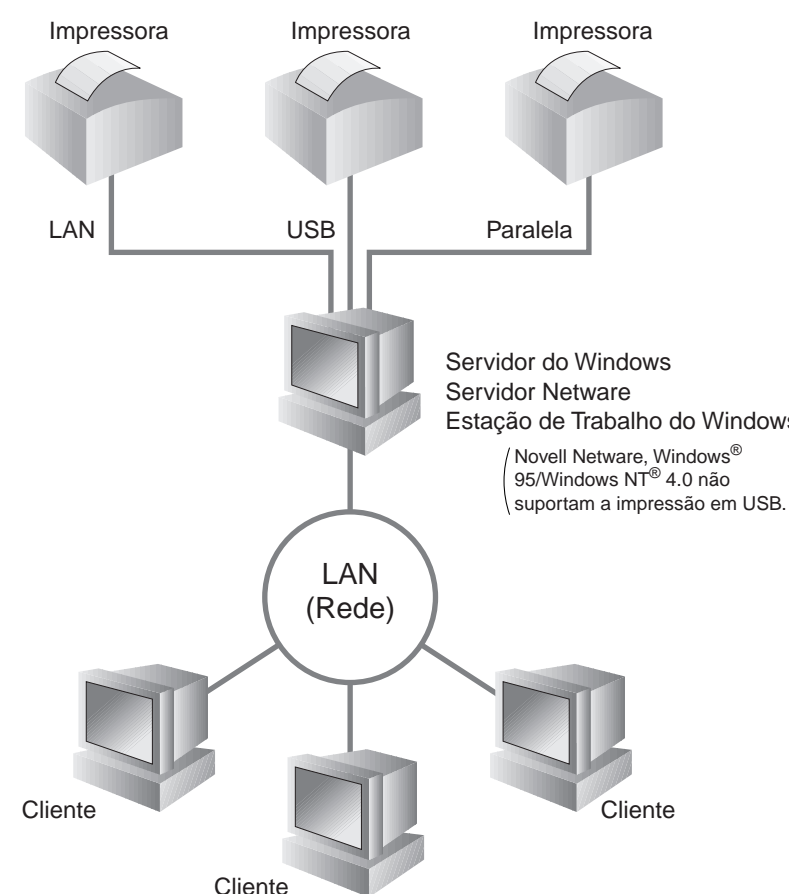 Impressora
Impressora
Impressora
LAN
USB
Paralela
Servidor do Windows
Servidor Netware
Estação de Trabalho do Windows
Novell Netware, Windows®
95/Windows NT® 4.0 não
suportam a impressão em USB.
LAN
(Rede)
Cliente
Cliente
Cliente